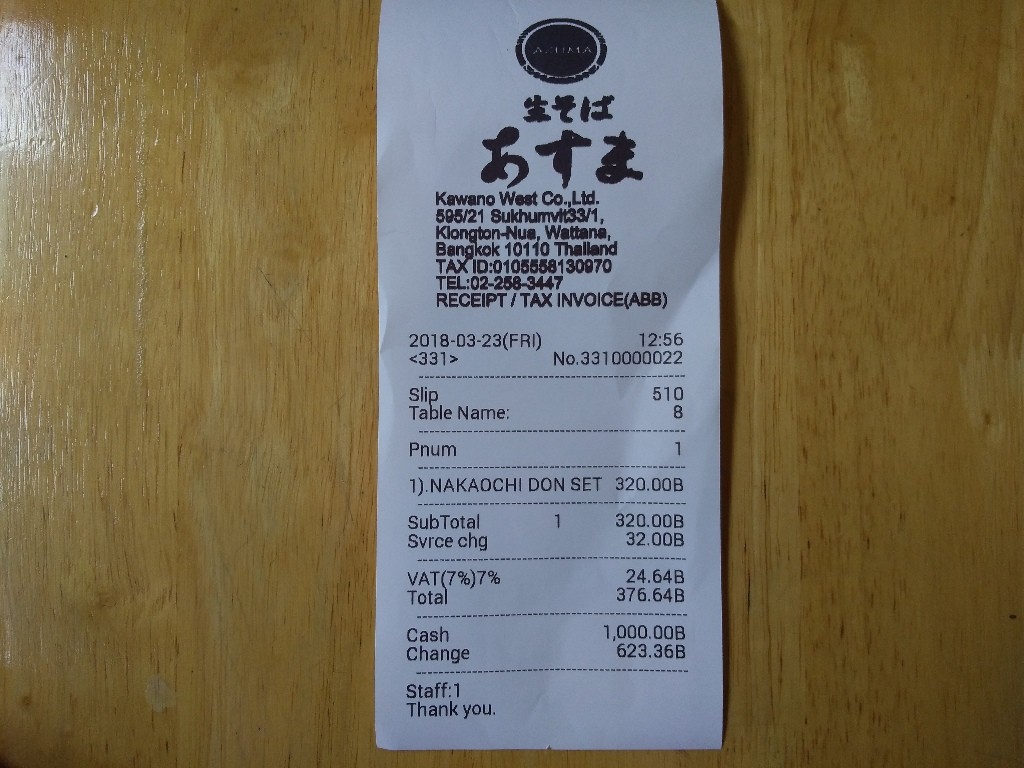 AZUMA
生そば
あずま
Kawano West Co.,Ltd.
595/21 Sukhumvit33/1,
Klongton-Nua, Wattana,
Bangkok 10110 Thailand
TAX ID:0105558130970
TEL:02-258-3447
RECEIPT / TAX INVOICE(ABB)
2018-03-23(FRI) 12:56
<331> No.3310000022
Slip 510
Table Name: 8
Pnum 1
1).NAKAOCHI DON SET 320.00B
SubTotal 1 320.00B
Svrce chg 32.00B
VAT(7%)7% 24.64B
Total 376.64B
Cash 1,000.00B
Change 623.36B
Staff:1
Thank you.